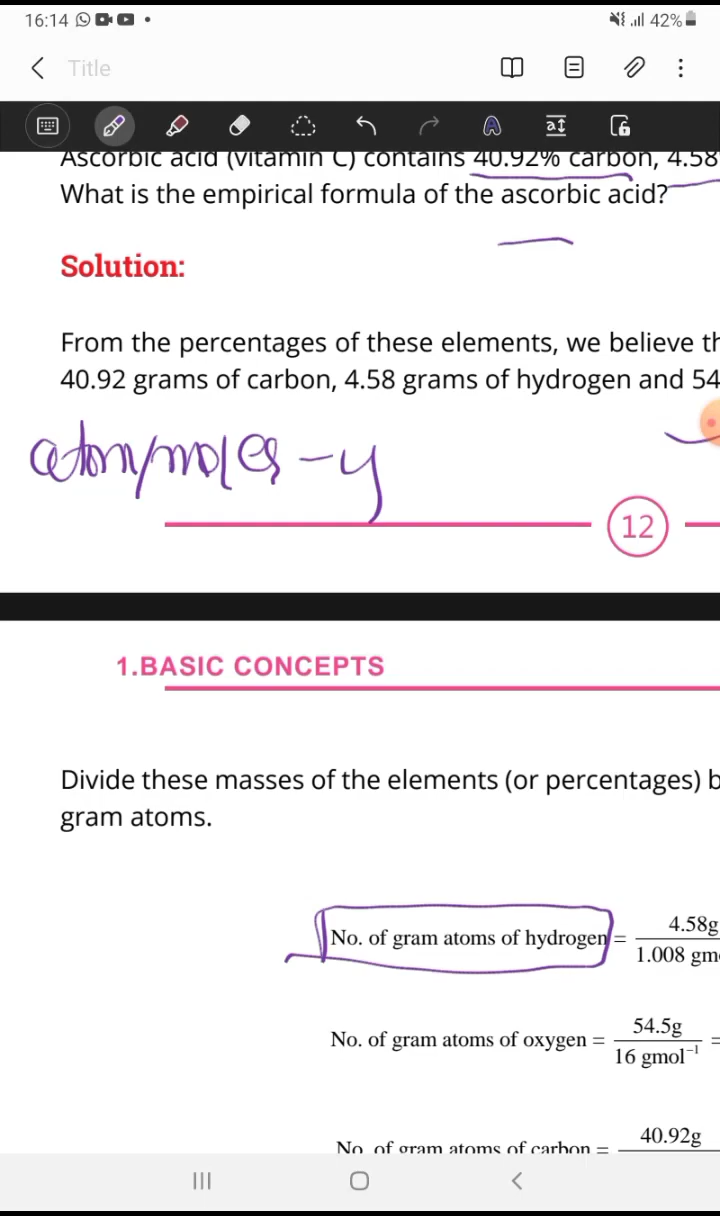 16:14 42%
Title
Ascorbic acid (vitamin C) contains 40.92% carbon, 4.58
What is the empirical formula of the ascorbic acid?
Solution:
From the percentages of these elements, we believe th
40.92 grams of carbon, 4.58 grams of hydrogen and 54
atom/moles - y
12
1.BASIC CONCEPTS
Divide these masses of the elements (or percentages) b
gram atoms.
No. of gram atoms of hydrogen = 4.58g
1.008 gm
No. of gram atoms of oxygen = 54.5g =
16 gmol⁻¹
No. of gram atoms of carbon = 40.92g